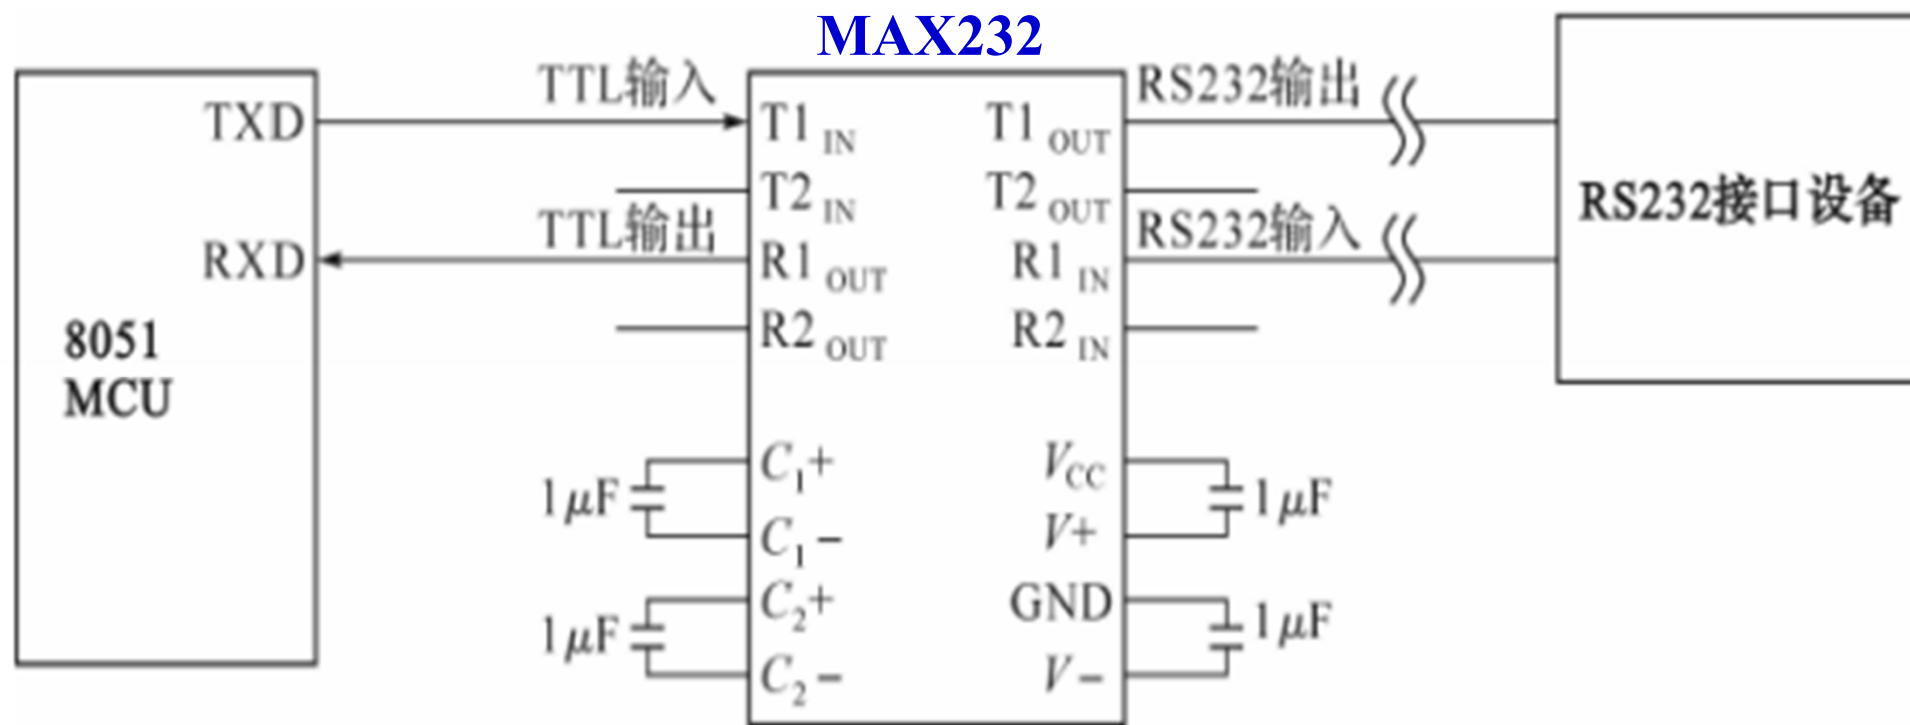 MAX232
TXD
TTL输入
T1 IN
T1 OUT
RS232输出
T2 IN
T2 OUT
RXD
TTL输出
R1 OUT
R1 IN
RS232输入
R2 OUT
R2 IN
8051
MCU
RS232接口设备
1μF
C1+
C1−
VCC
V+
1μF
1μF
C2+
C2−
GND
V−
1μF